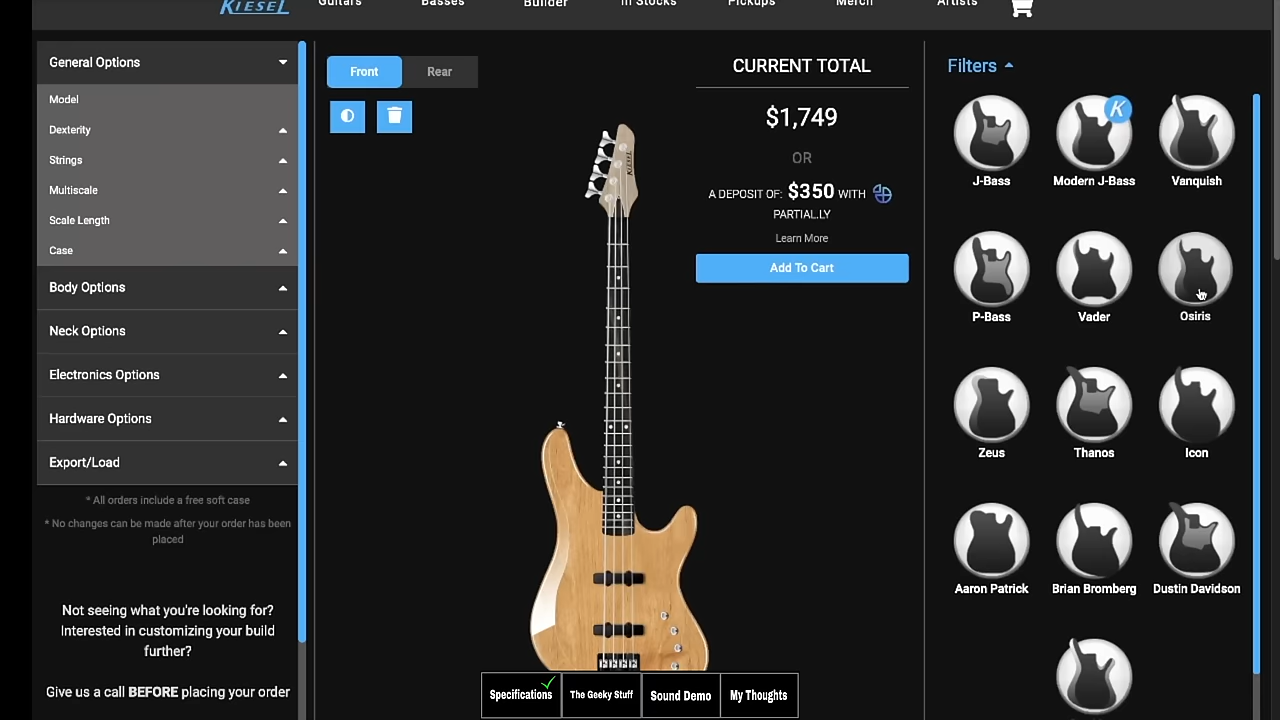 KIESEL
Guitars
Basses
Builder
In Stocks
Pickups
Merch
Artists
General Options
Model
Dexterity
Strings
Multiscale
Scale Length
Case
Body Options
Neck Options
Electronics Options
Hardware Options
Export/Load
* All orders include a free soft case
* No changes can be made after your order has been
placed
Not seeing what you're looking for?
Interested in customizing your build
further?
Give us a call BEFORE placing your order
Front
Rear
KIESEL
CURRENT TOTAL
$1,749
OR
A DEPOSIT OF: $350 WITH
PARTIAL.LY
Learn More
Add To Cart
Filters
K
J-Bass
Modern J-Bass
Vanquish
P-Bass
Vader
Osiris
Zeus
Thanos
Icon
Aaron Patrick
Brian Bromberg
Dustin Davidson
Specifications
The Geeky Stuff
Sound Demo
My Thoughts